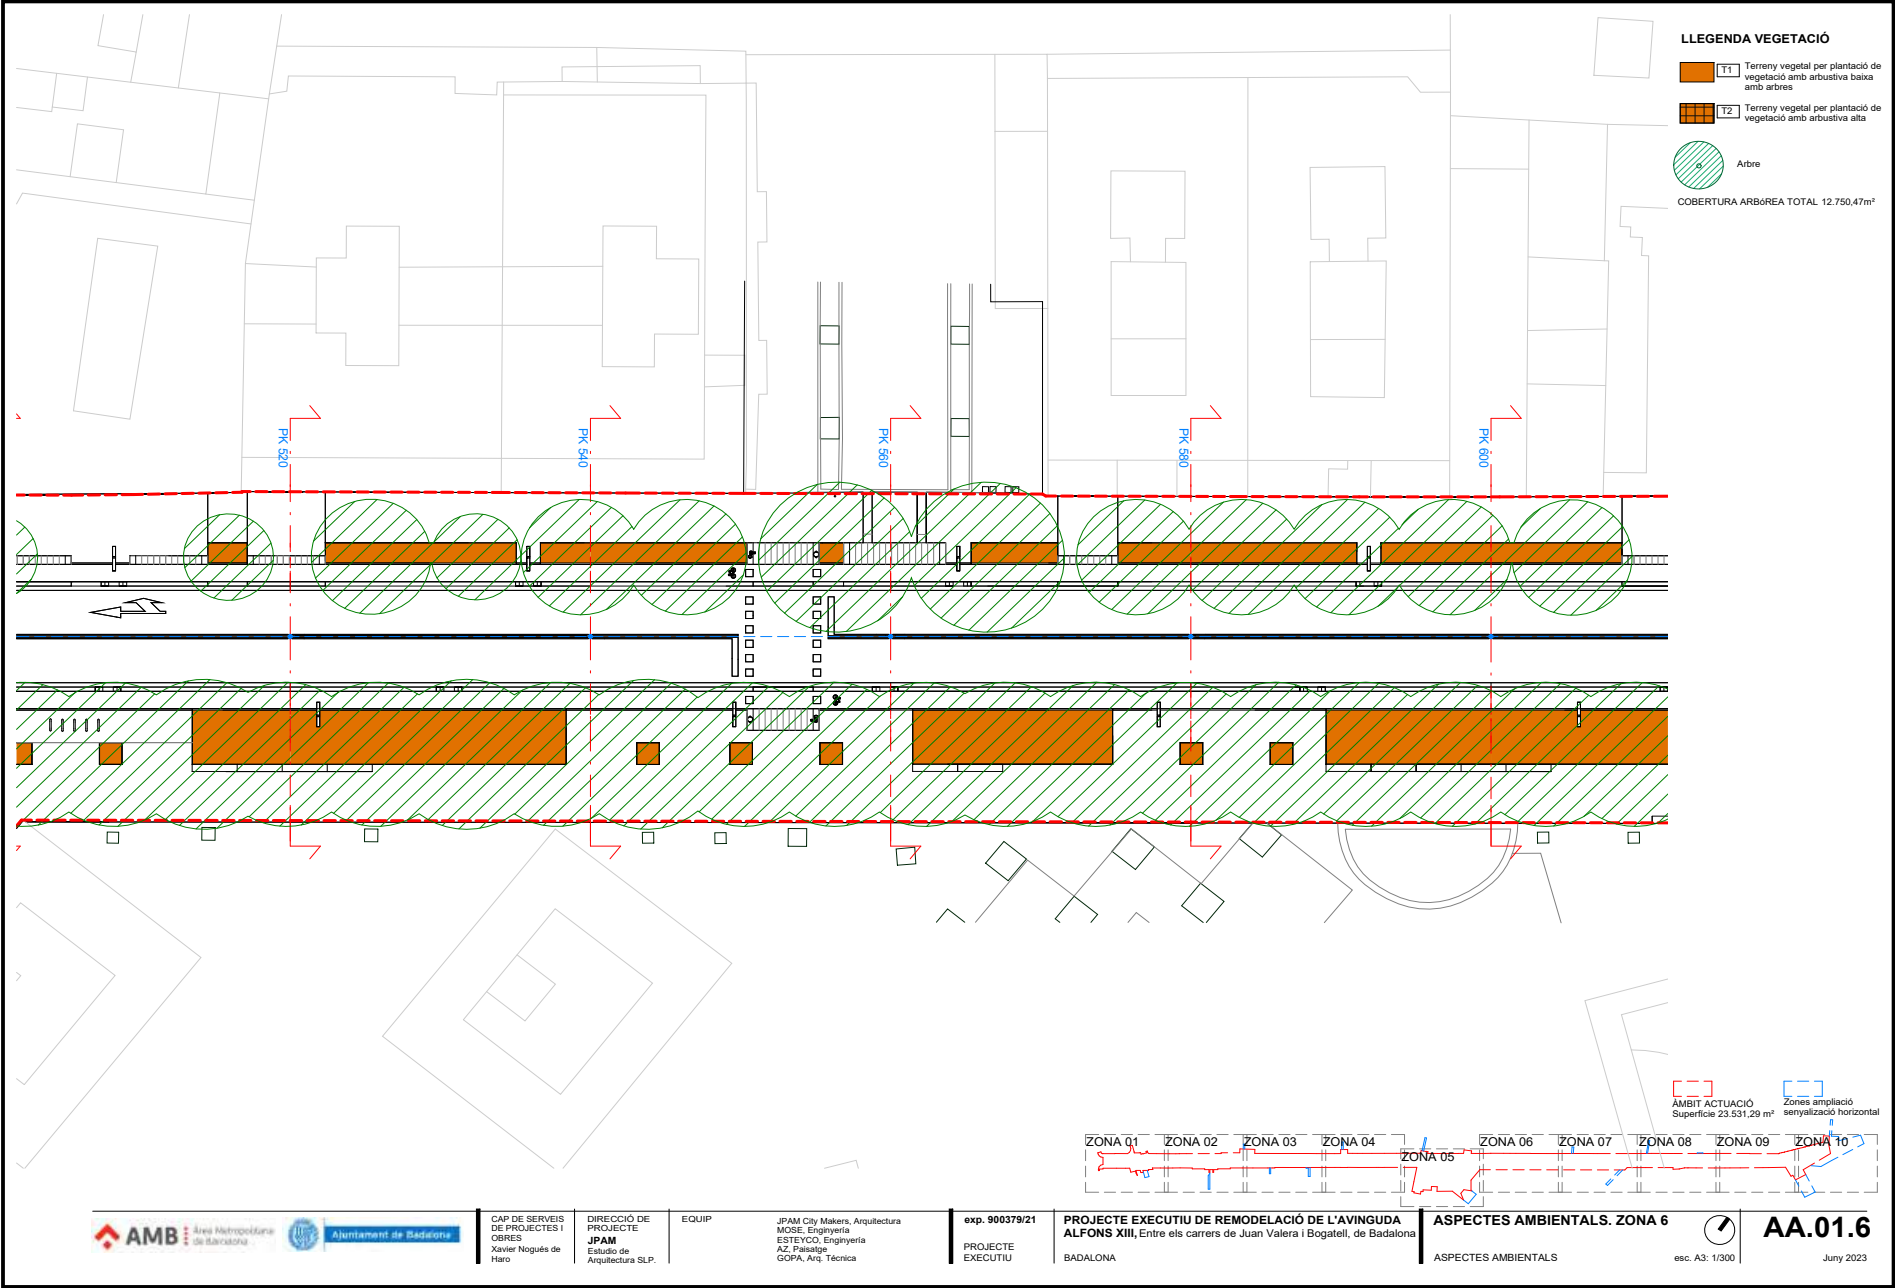 LLEGENDA VEGETACIÓ
T1
Terreny vegetal per plantació de
vegetació amb arbustiva baixa
amb arbres
T2
Terreny vegetal per plantació de
vegetació amb arbustiva alta
Arbre
COBERTURA ARBóREA TOTAL 12.750,47m²
PK 520
PK 540
PK 560
PK 580
PK 600
ÀMBIT ACTUACIÓ
Superfície 23.531,29 m²
Zones ampliació
senyalizació horizontal
ZONA 01
ZONA 02
ZONA 03
ZONA 04
ZONA 05
ZONA 06
ZONA 07
ZONA 08
ZONA 09
ZONA 10
AMB
Àrea Metropolitana
de Barcelona
Ajuntament de Badalona
CAP DE SERVEIS
DE PROJECTES I
OBRES
Xavier Nogués de
Haro
DIRECCIÓ DE
PROJECTE
JPAM
Estudio de
Arquitectura SLP.
EQUIP
JPAM City Makers, Arquitectura
MOSE, Enginyería
ESTEYCO, Enginyería
AZ, Paisatge
GOPA, Arq. Técnica
exp. 900379/21
PROJECTE
EXECUTIU
PROJECTE EXECUTIU DE REMODELACIÓ DE L'AVINGUDA
ALFONS XIII, Entre els carrers de Juan Valera i Bogatell, de Badalona
BADALONA
ASPECTES AMBIENTALS. ZONA 6
ASPECTES AMBIENTALS
esc. A3: 1/300
AA.01.6
Juny 2023